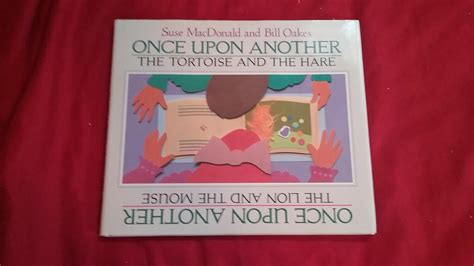 Suse MacDonald and Bill Oakes
ONCE UPON ANOTHER
THE TORTOISE AND THE HARE
ONCE UPON ANOTHER
THE LION AND THE MOUSE